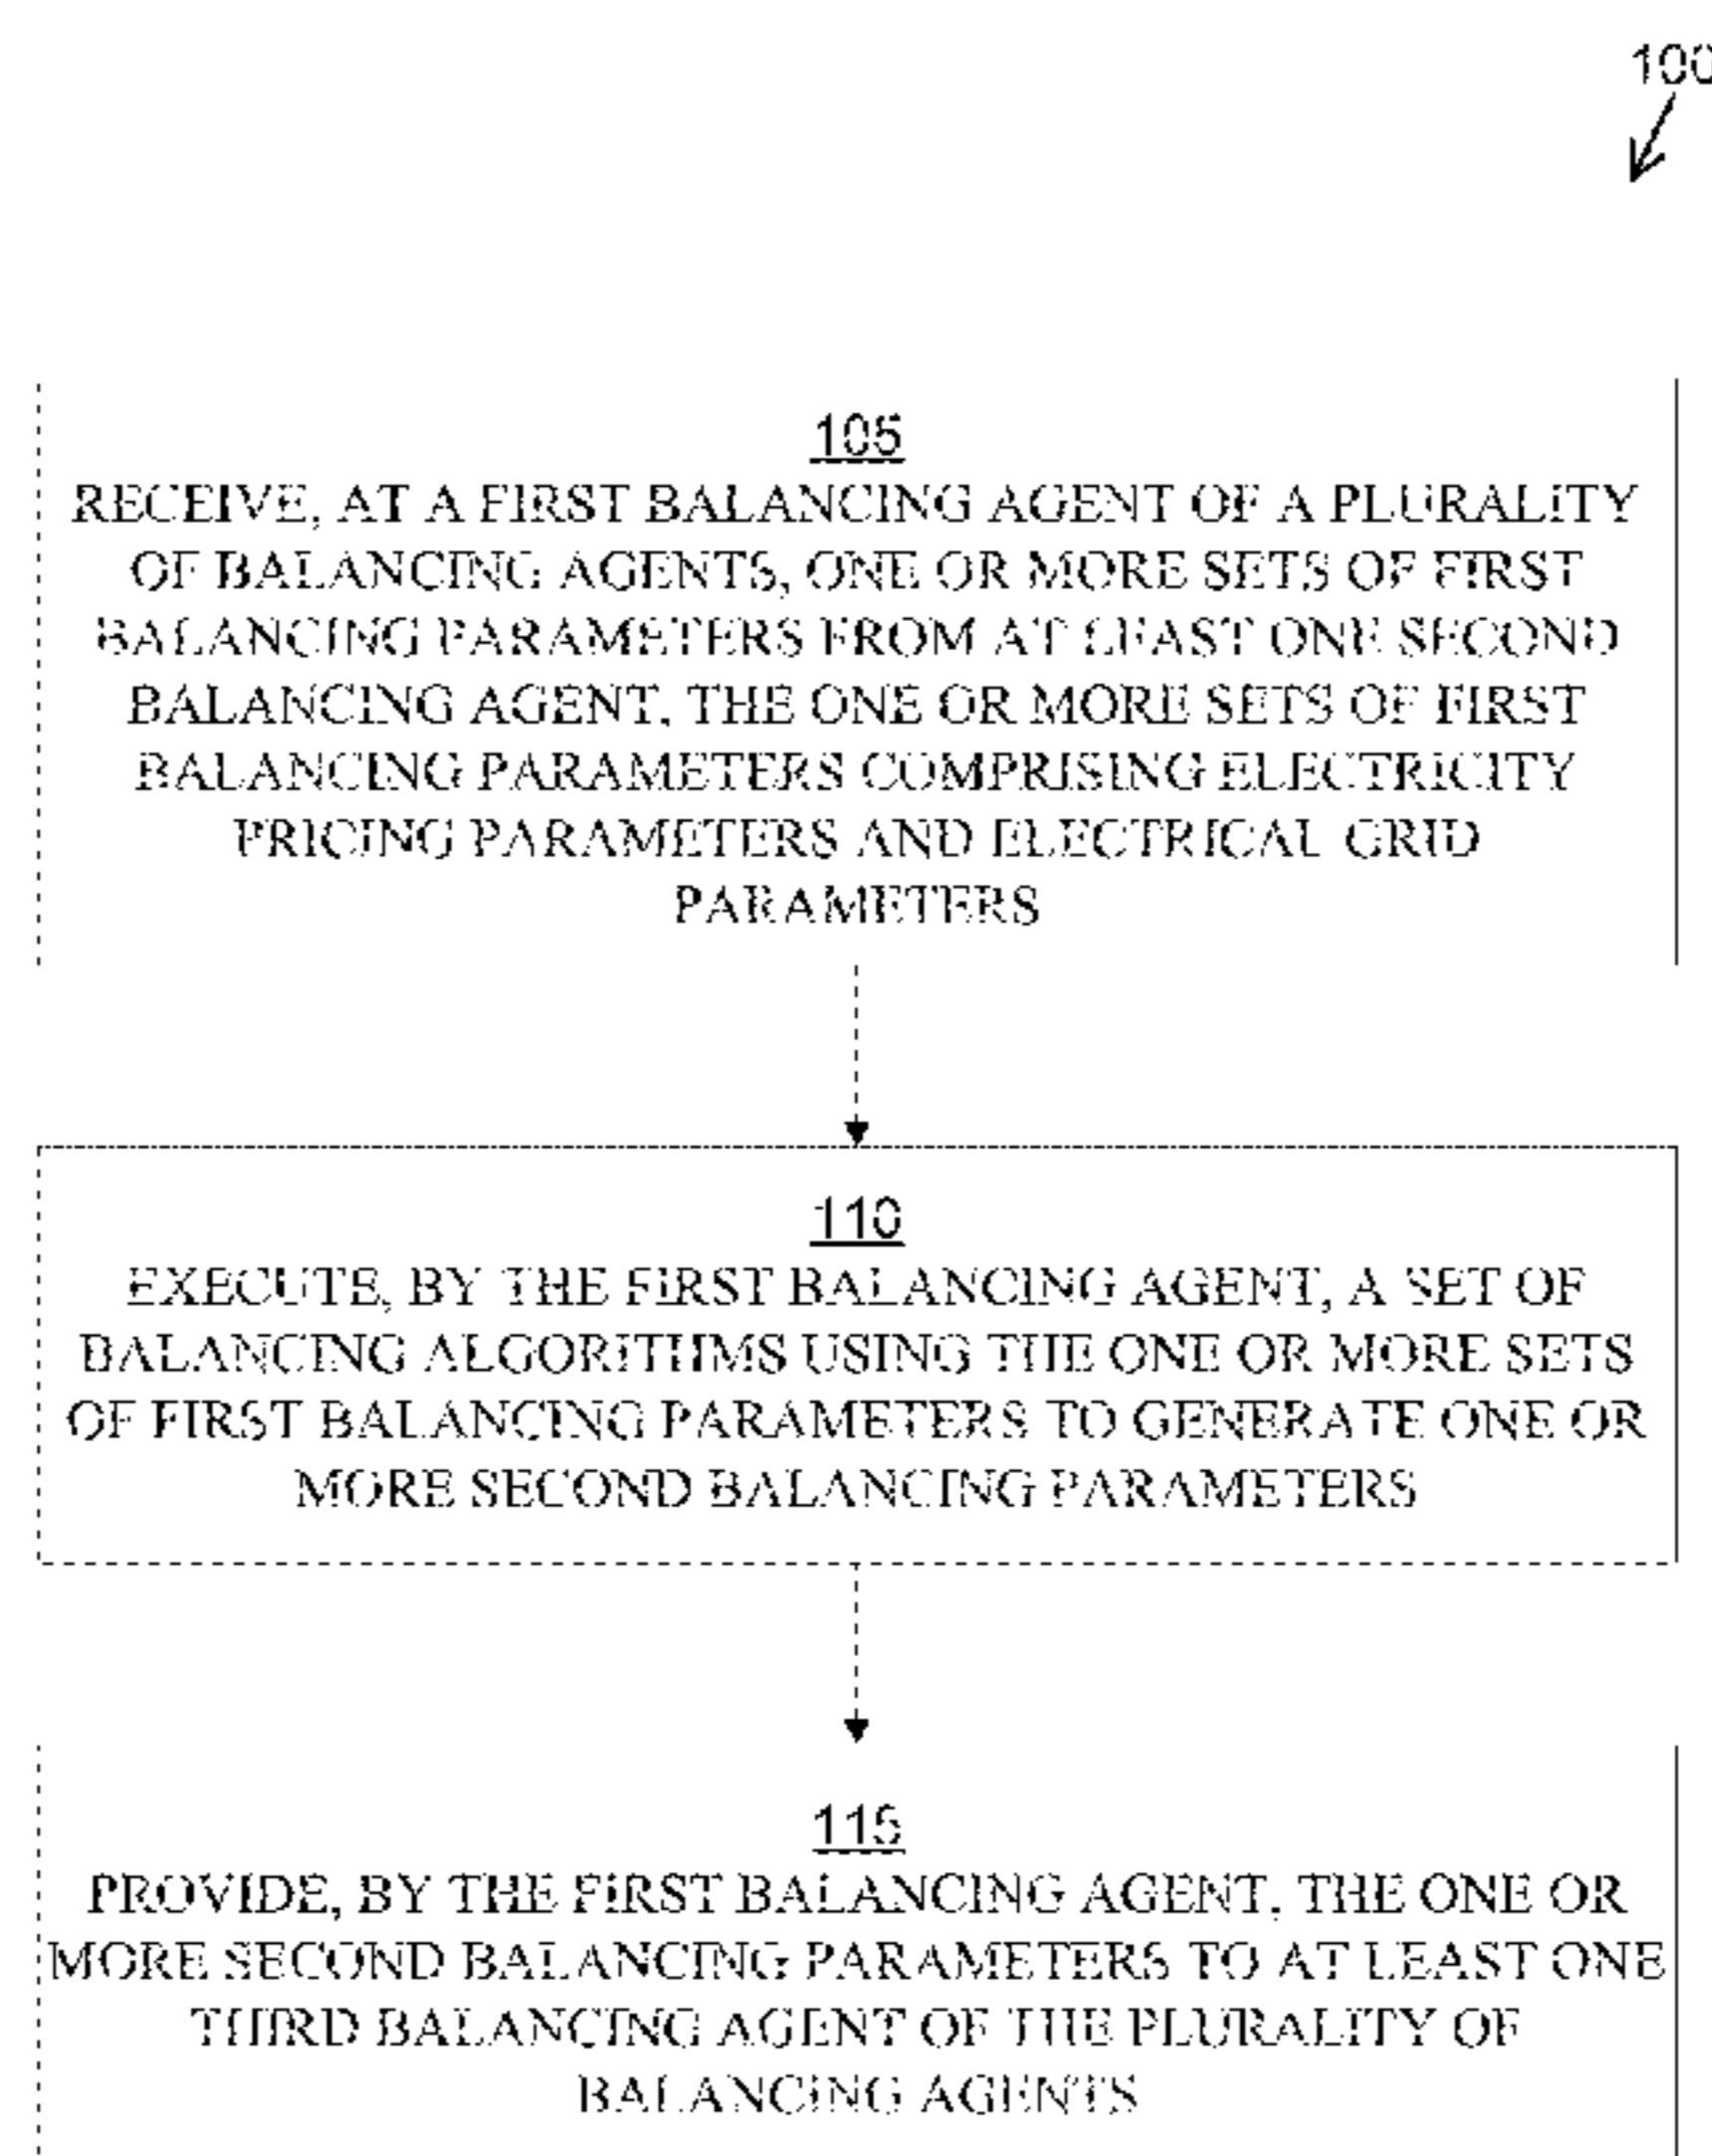 100
105
RECEIVE, AT A FIRST BALANCING AGENT OF A PLURALITY
OF BALANCING AGENTS, ONE OR MORE SETS OF FIRST
BALANCING PARAMETERS FROM AT LEAST ONE SECOND
BALANCING AGENT, THE ONE OR MORE SETS OF FIRST
BALANCING PARAMETERS COMPRISING ELECTRICITY
PRICING PARAMETERS AND ELECTRICAL GRID
PARAMETERS
110
EXECUTE, BY THE FIRST BALANCING AGENT, A SET OF
BALANCING ALGORITHMS USING THE ONE OR MORE SETS
OF FIRST BALANCING PARAMETERS TO GENERATE ONE OR
MORE SECOND BALANCING PARAMETERS
115
PROVIDE, BY THE FIRST BALANCING AGENT, THE ONE OR
MORE SECOND BALANCING PARAMETERS TO AT LEAST ONE
THIRD BALANCING AGENT OF THE PLURALITY OF
BALANCING AGENTS